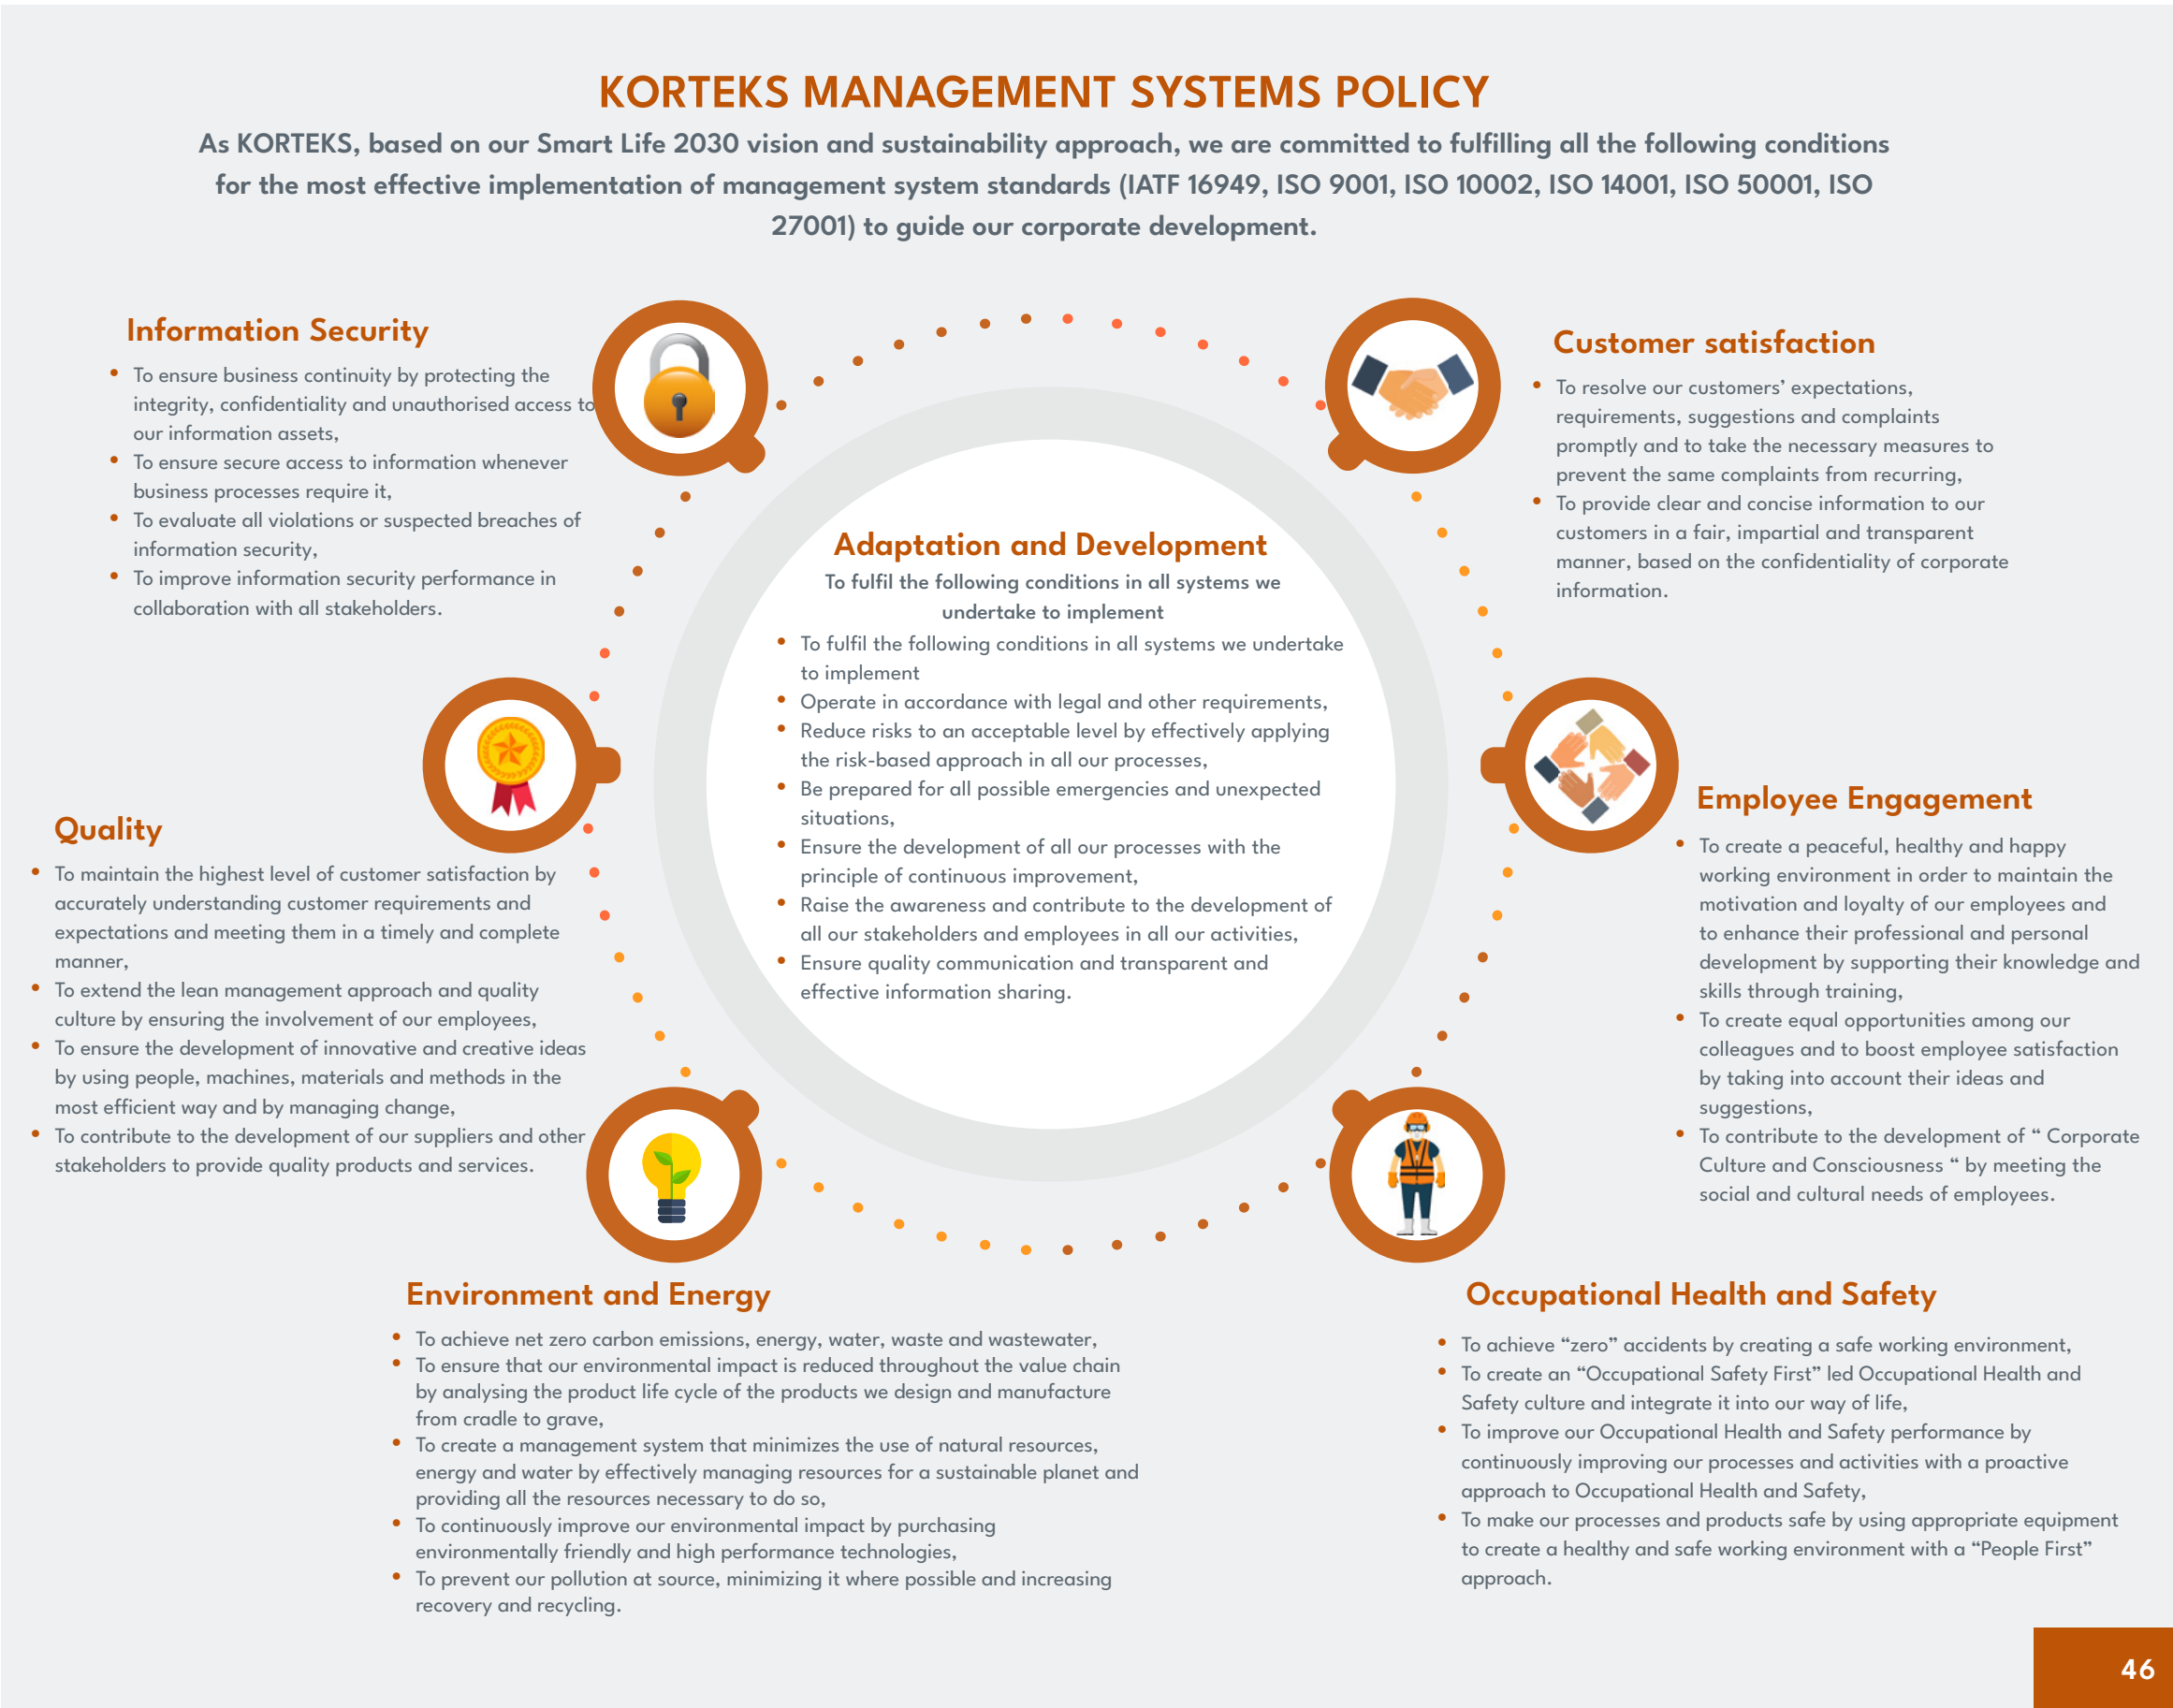 KORTEKS MANAGEMENT SYSTEMS POLICY
As KORTEKS, based on our Smart Life 2030 vision and sustainability approach, we are committed to fulfilling all the following conditions
for the most effective implementation of management system standards (IATF 16949, ISO 9001, ISO 10002, ISO 14001, ISO 50001, ISO
27001) to guide our corporate development.
Information Security
• To ensure business continuity by protecting the
integrity, confidentiality and unauthorised access to
our information assets,
• To ensure secure access to information whenever
business processes require it,
• To evaluate all violations or suspected breaches of
information security,
• To improve information security performance in
collaboration with all stakeholders.
Customer satisfaction
• To resolve our customers’ expectations,
requirements, suggestions and complaints
promptly and to take the necessary measures to
prevent the same complaints from recurring,
• To provide clear and concise information to our
customers in a fair, impartial and transparent
manner, based on the confidentiality of corporate
information.
Adaptation and Development
To fulfil the following conditions in all systems we
undertake to implement
• To fulfil the following conditions in all systems we undertake
to implement
• Operate in accordance with legal and other requirements,
• Reduce risks to an acceptable level by effectively applying
the risk-based approach in all our processes,
• Be prepared for all possible emergencies and unexpected
situations,
• Ensure the development of all our processes with the
principle of continuous improvement,
• Raise the awareness and contribute to the development of
all our stakeholders and employees in all our activities,
• Ensure quality communication and transparent and
effective information sharing.
Quality
• To maintain the highest level of customer satisfaction by
accurately understanding customer requirements and
expectations and meeting them in a timely and complete
manner,
• To extend the lean management approach and quality
culture by ensuring the involvement of our employees,
• To ensure the development of innovative and creative ideas
by using people, machines, materials and methods in the
most efficient way and by managing change,
• To contribute to the development of our suppliers and other
stakeholders to provide quality products and services.
Employee Engagement
• To create a peaceful, healthy and happy
working environment in order to maintain the
motivation and loyalty of our employees and
to enhance their professional and personal
development by supporting their knowledge and
skills through training,
• To create equal opportunities among our
colleagues and to boost employee satisfaction
by taking into account their ideas and
suggestions,
• To contribute to the development of “ Corporate
Culture and Consciousness “ by meeting the
social and cultural needs of employees.
Environment and Energy
• To achieve net zero carbon emissions, energy, water, waste and wastewater,
• To ensure that our environmental impact is reduced throughout the value chain
by analysing the product life cycle of the products we design and manufacture
from cradle to grave,
• To create a management system that minimizes the use of natural resources,
energy and water by effectively managing resources for a sustainable planet and
providing all the resources necessary to do so,
• To continuously improve our environmental impact by purchasing
environmentally friendly and high performance technologies,
• To prevent our pollution at source, minimizing it where possible and increasing
recovery and recycling.
Occupational Health and Safety
• To achieve “zero” accidents by creating a safe working environment,
• To create an “Occupational Safety First” led Occupational Health and
Safety culture and integrate it into our way of life,
• To improve our Occupational Health and Safety performance by
continuously improving our processes and activities with a proactive
approach to Occupational Health and Safety,
• To make our processes and products safe by using appropriate equipment
to create a healthy and safe working environment with a “People First”
approach.
46